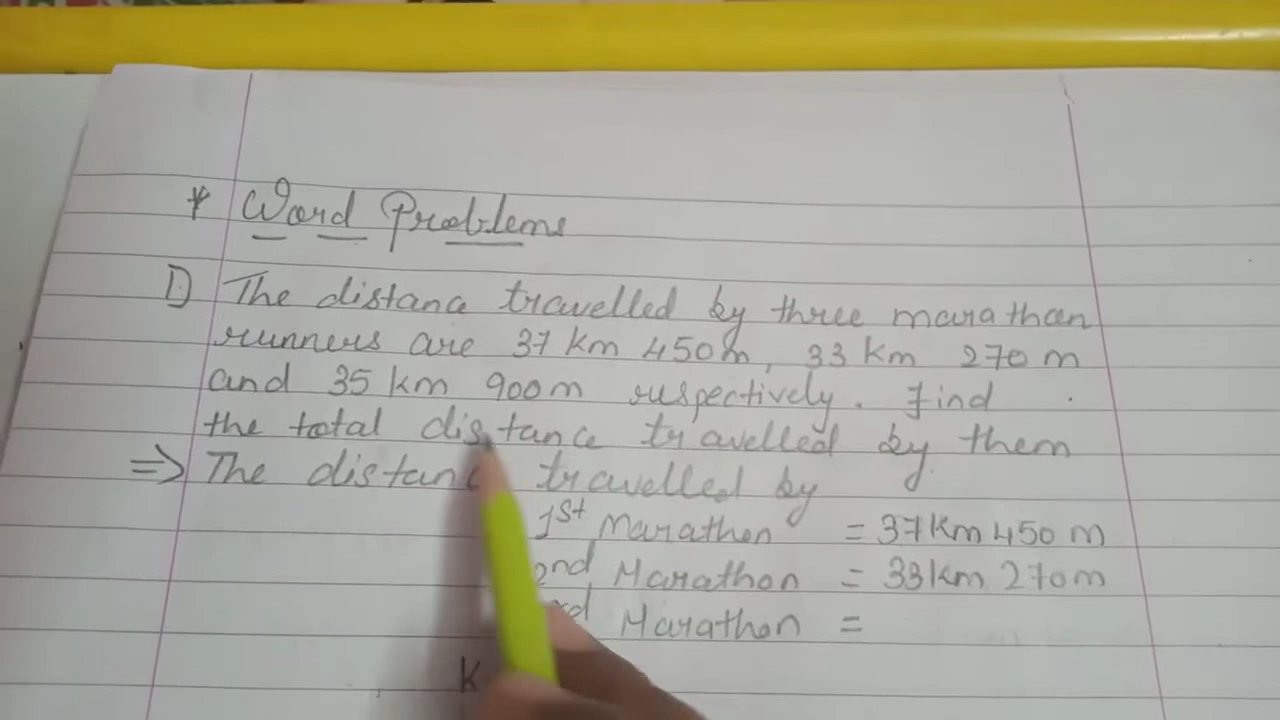 * Word Problems
1) The distance travelled by three marathon
runners are 37 km 450 m, 33 km 270 m
and 35 km 900 m respectively. Find
the total distance travelled by them
=> The distanc travelled by
1st Marathon = 37 km 450 m
2nd Marathon = 33 km 270 m
rd Marathon =
K